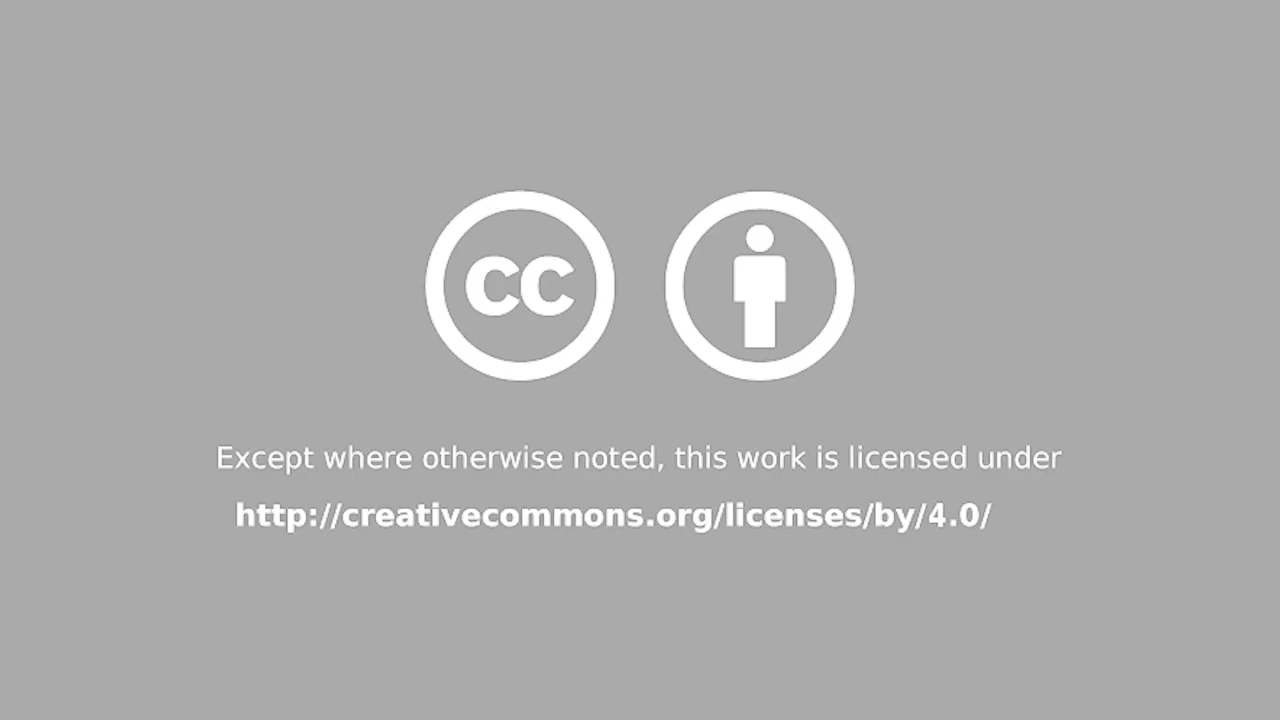 cc
Except where otherwise noted, this work is licensed under
http://creativecommons.org/licenses/by/4.0/